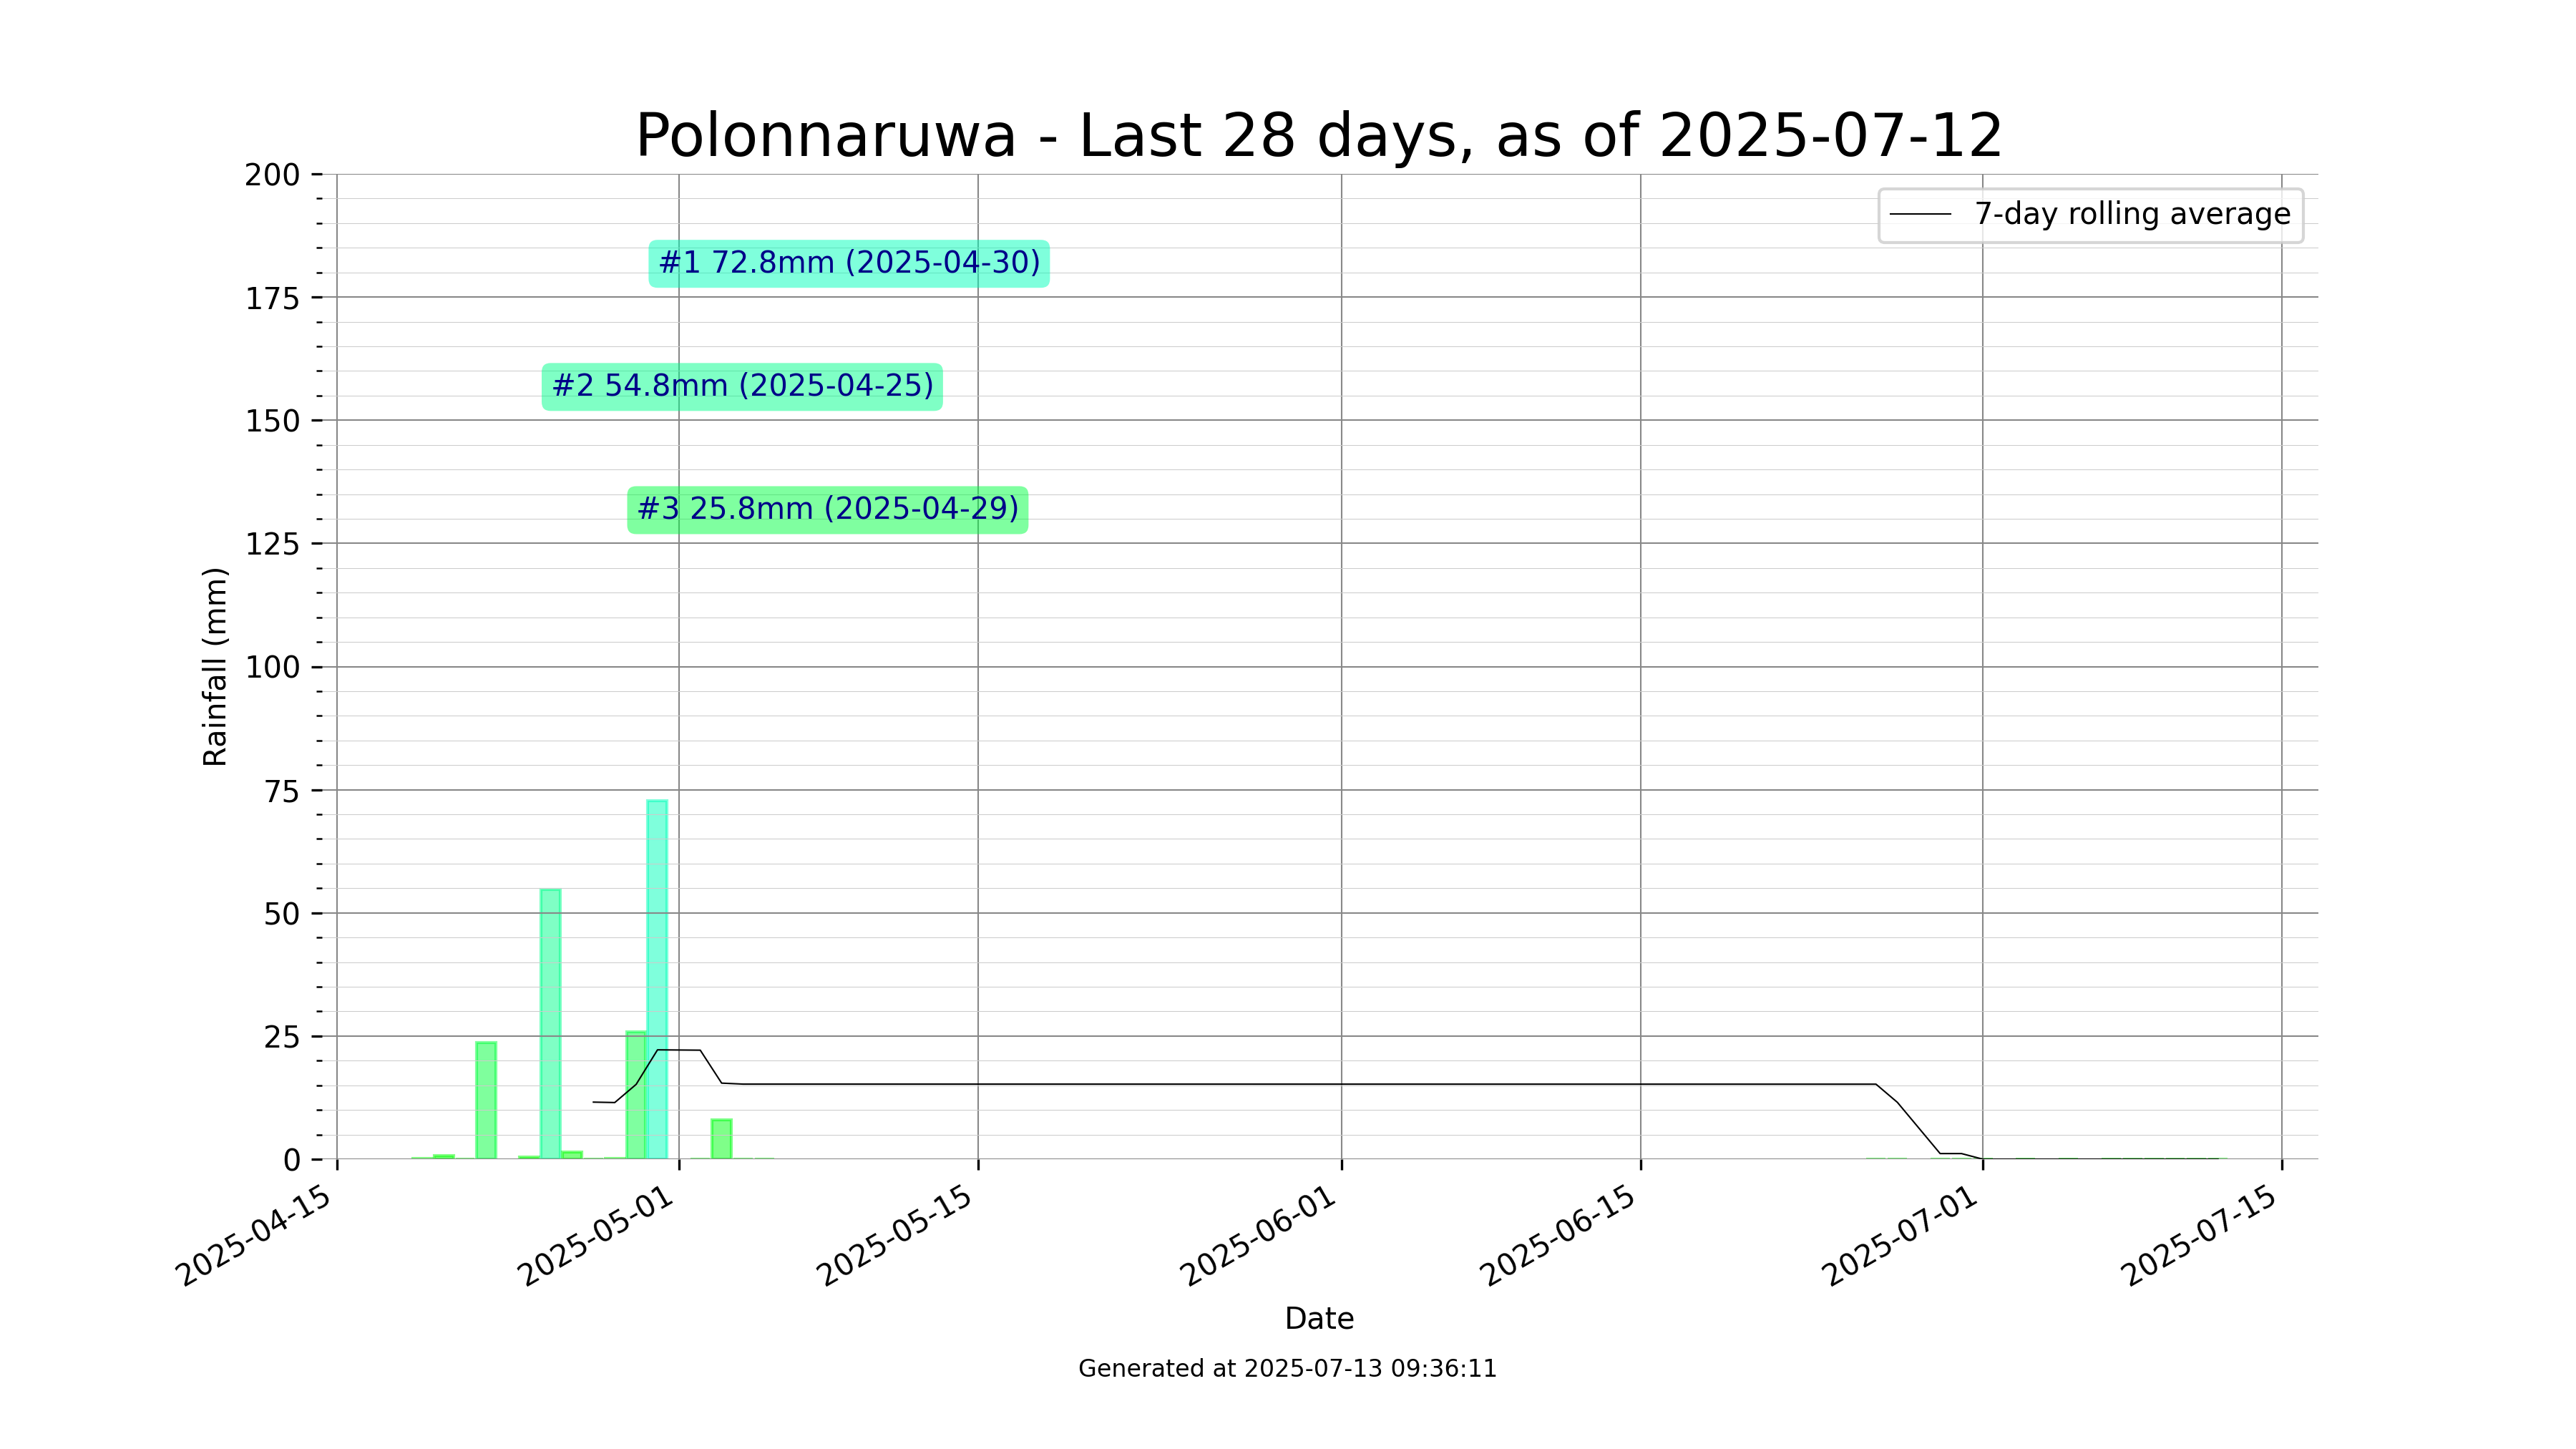 Polonnaruwa - Last 28 days, as of 2025-07-12
7-day rolling average
#1 72.8mm (2025-04-30)
#2 54.8mm (2025-04-25)
#3 25.8mm (2025-04-29)
Rainfall (mm)
200
175
150
125
100
75
50
25
0
2025-04-15
2025-05-01
2025-05-15
2025-06-01
2025-06-15
2025-07-01
2025-07-15
Date
Generated at 2025-07-13 09:36:11